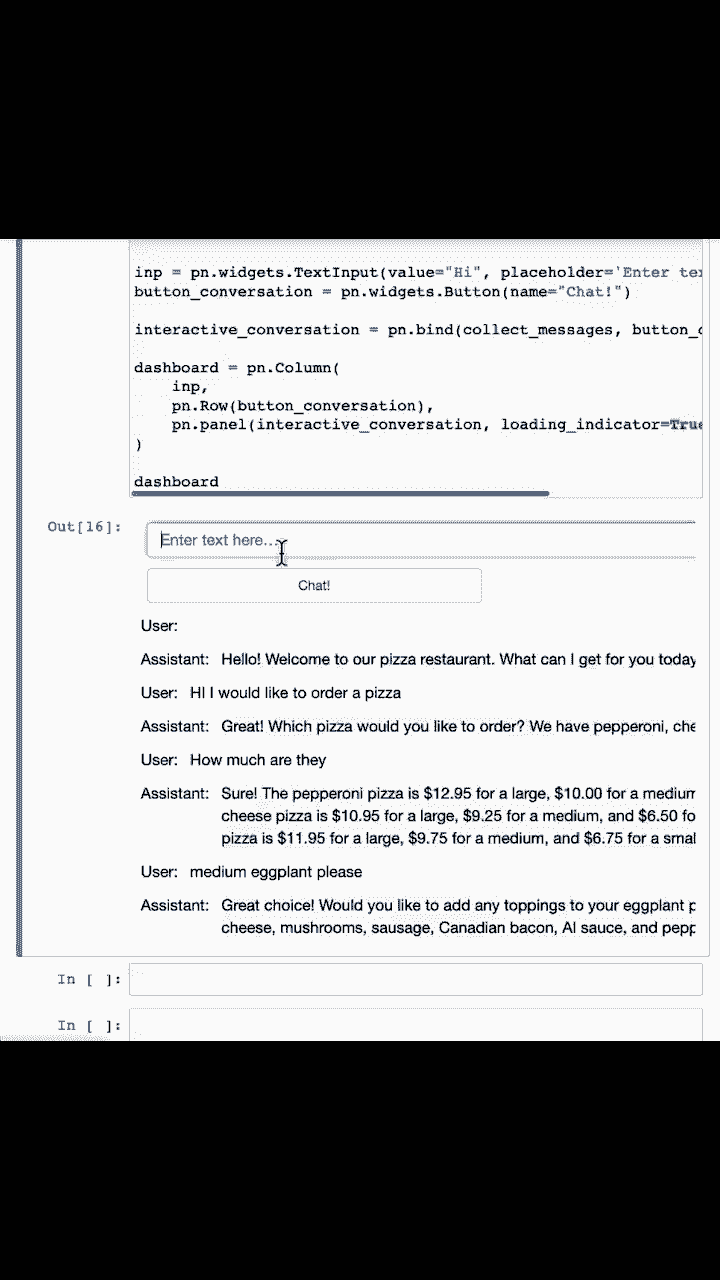 inp = pn.widgets.TextInput(value="Hi", placeholder='Enter te
button_conversation = pn.widgets.Button(name="Chat!")
interactive_conversation = pn.bind(collect_messages, button_c
dashboard = pn.Column(
inp,
pn.Row(button_conversation),
pn.panel(interactive_conversation, loading_indicator=True
)
dashboard
Out[16]:
Enter text here...
Chat!
User:
Assistant: Hello! Welcome to our pizza restaurant. What can I get for you today
User: HI I would like to order a pizza
Assistant: Great! Which pizza would you like to order? We have pepperoni, che
User: How much are they
Assistant: Sure! The pepperoni pizza is $12.95 for a large, $10.00 for a medium
cheese pizza is $10.95 for a large, $9.25 for a medium, and $6.50 fo
pizza is $11.95 for a large, $9.75 for a medium, and $6.75 for a smal
User: medium eggplant please
Assistant: Great choice! Would you like to add any toppings to your eggplant p
cheese, mushrooms, sausage, Canadian bacon, AI sauce, and pepp
In [ ]:
In [ ]: